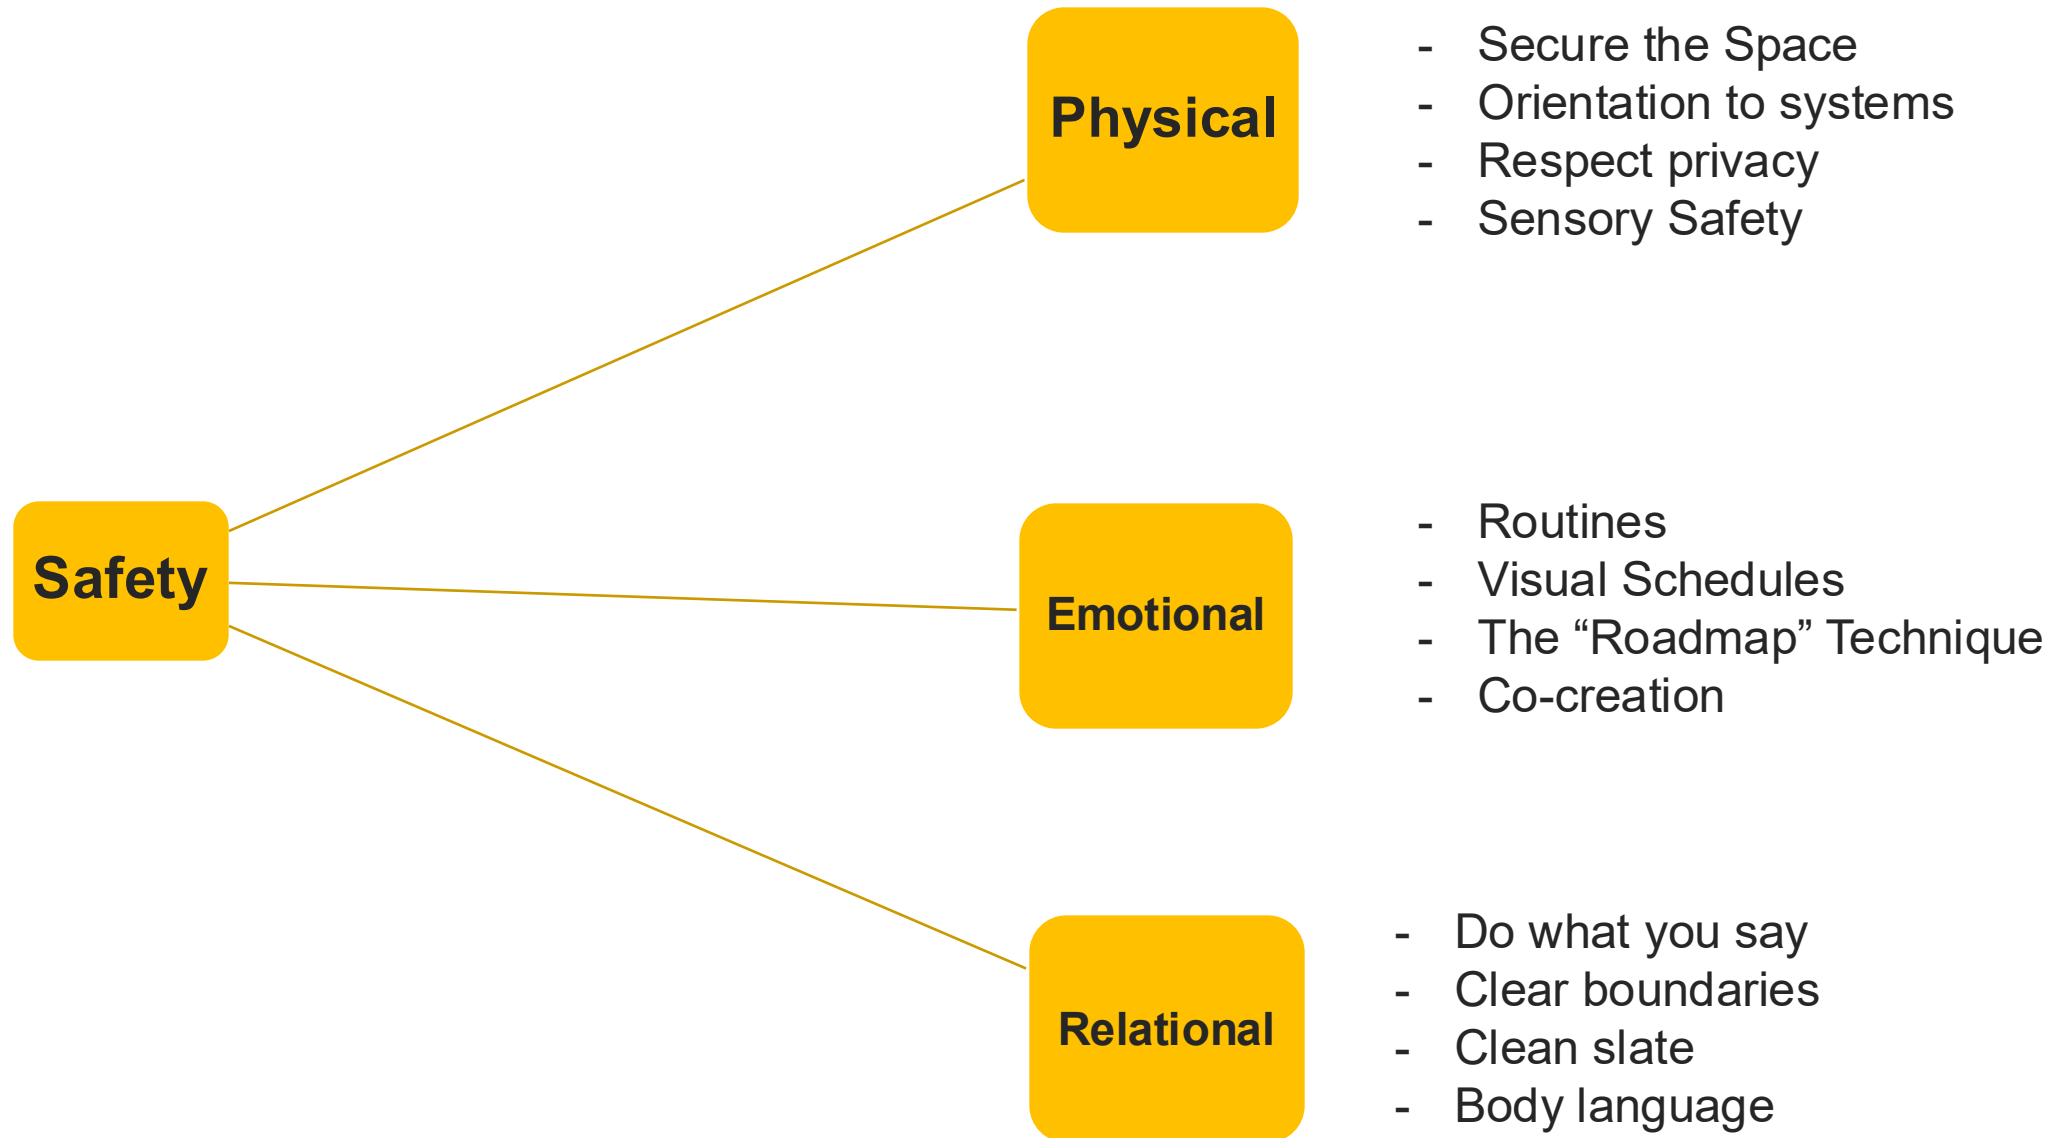 Safety
Physical
- Secure the Space
- Orientation to systems
- Respect privacy
- Sensory Safety
Emotional
- Routines
- Visual Schedules
- The “Roadmap” Technique
- Co-creation
Relational
- Do what you say
- Clear boundaries
- Clean slate
- Body language